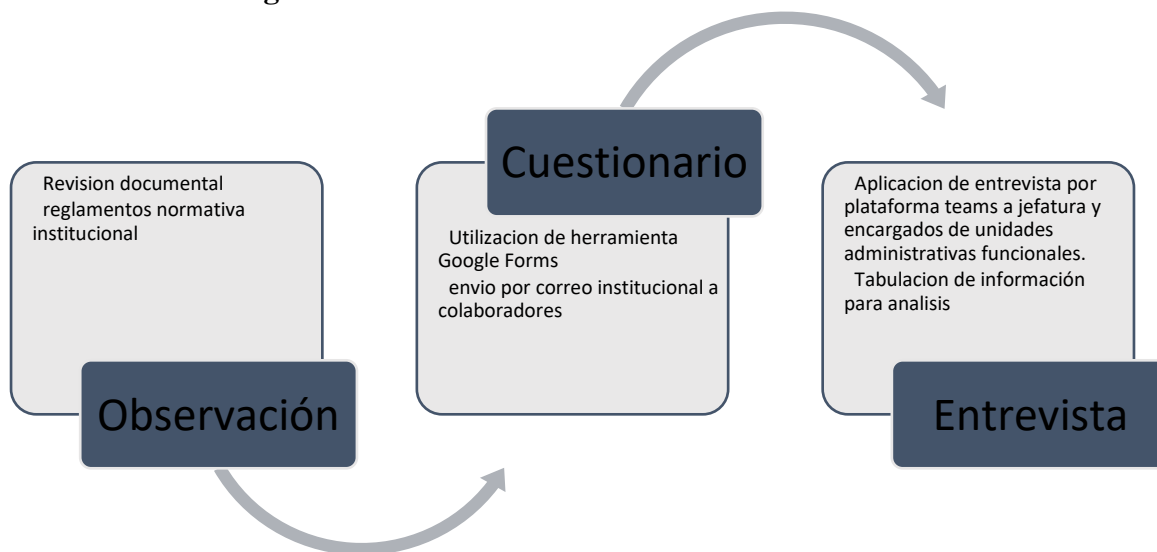 Revision documental
reglamentos normativa
institucional
Observación
Cuestionario
Utilizacion de herramienta
Google Forms
envio por correo institucional a
colaboradores
Aplicacion de entrevista por
plataforma teams a jefatura y
encargados de unidades
administrativas funcionales.
Tabulacion de información
para analisis
Entrevista